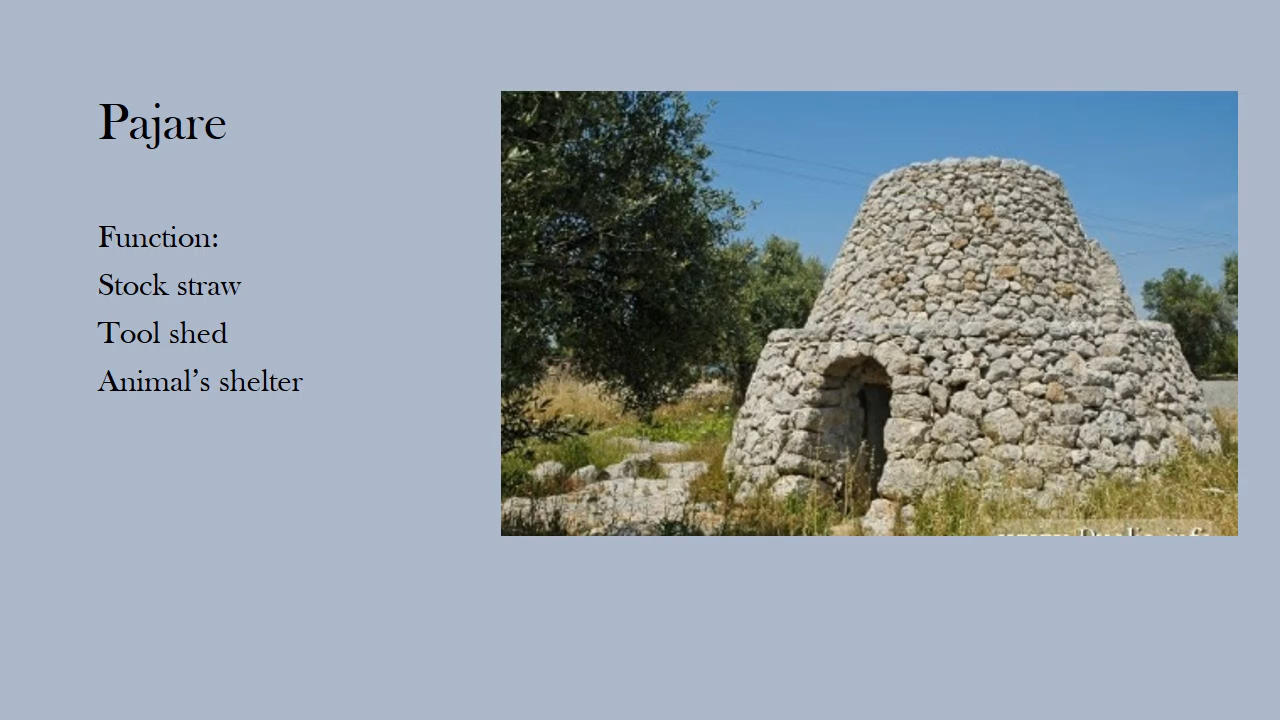 Pajare
Function:
Stock straw
Tool shed
Animal’s shelter